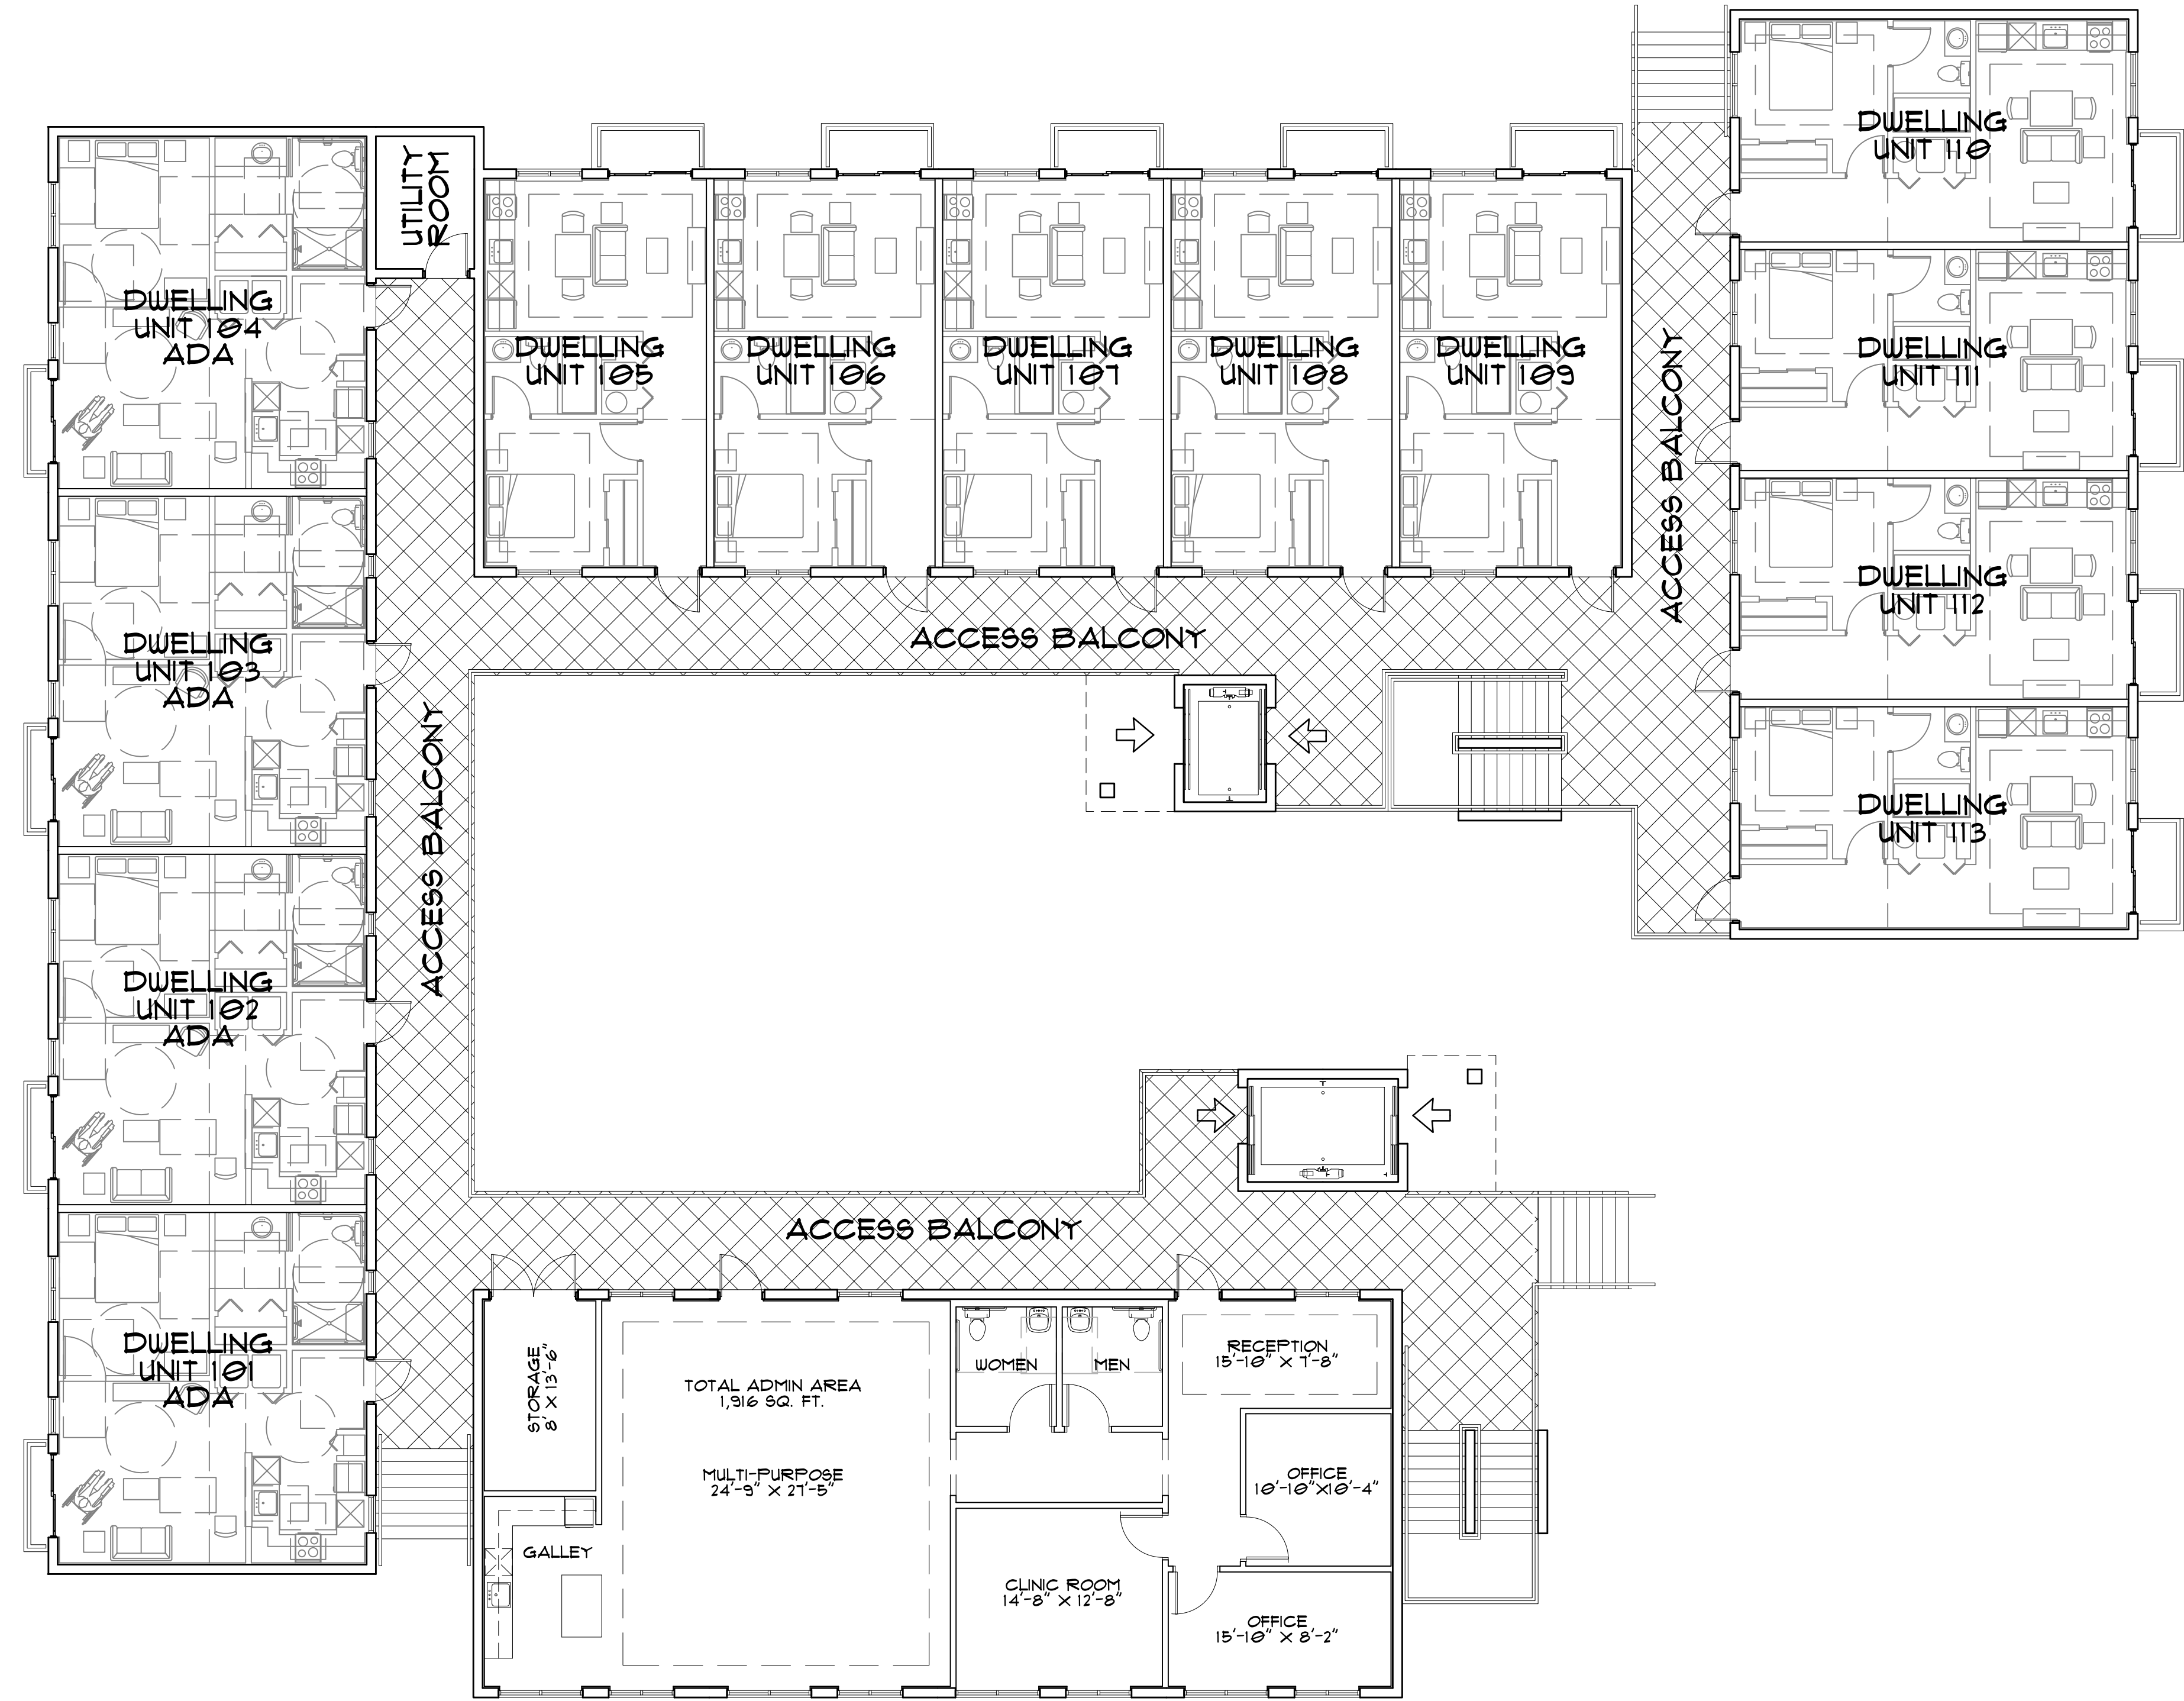 DWELLING
UNIT 110
UTILITY
ROOM
DWELLING
UNIT 104
ADA
DWELLING
UNIT 105
DWELLING
UNIT 106
DWELLING
UNIT 107
DWELLING
UNIT 108
DWELLING
UNIT 109
ACCESS BALCONY
DWELLING
UNIT 111
DWELLING
UNIT 112
ACCESS BALCONY
DWELLING
UNIT 103
ADA
ACCESS BALCONY
DWELLING
UNIT 113
DWELLING
UNIT 102
ADA
ACCESS BALCONY
DWELLING
UNIT 101
ADA
STORAGE
8' X 13'-6"
TOTAL ADMIN AREA
1,916 SQ. FT.
WOMEN
MEN
RECEPTION
15'-10" X 7'-8"
MULTI-PURPOSE
24'-9" X 27'-5"
OFFICE
10'-10"X10'-4"
GALLEY
CLINIC ROOM
14'-8" X 12'-8"
OFFICE
15'-10" X 8'-2"